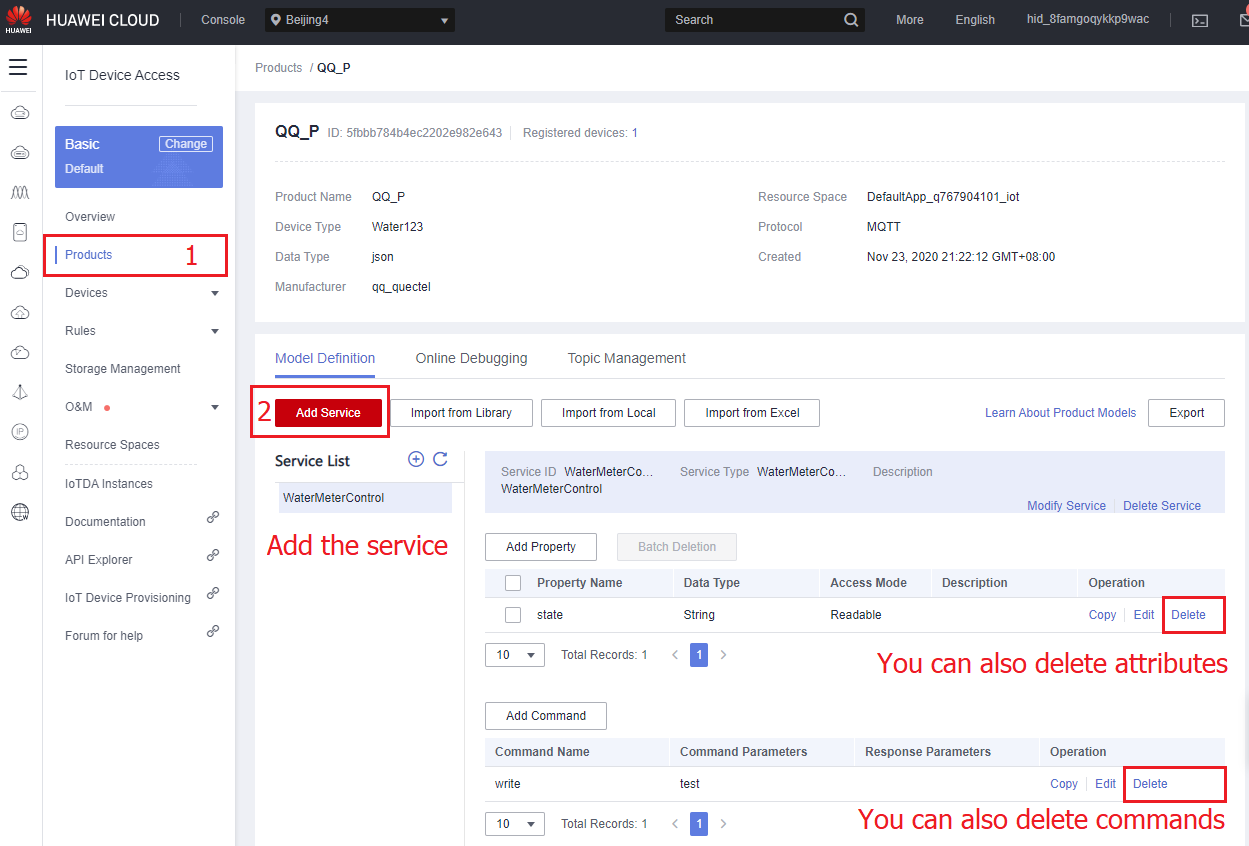 HUAWEI
HUAWEI CLOUD
Console
Beijing4
Search
More
English
hid_8famgoqykkp9wac
IoT Device Access
Basic
Change
Default
Overview
Products
1
Devices
Rules
Storage Management
O&M
Resource Spaces
IoTDA Instances
Documentation
API Explorer
IoT Device Provisioning
Forum for help
Products / QQ_P
QQ_P ID: 5fbbb784b4ec2202e982e643 Registered devices: 1
Product Name QQ_P
Resource Space DefaultApp_q767904101_iot
Device Type Water123
Protocol MQTT
Data Type json
Created Nov 23, 2020 21:22:12 GMT+08:00
Manufacturer qq_quectel
Model Definition Online Debugging Topic Management
2 Add Service Import from Library Import from Local Import from Excel Learn About Product Models Export
Service List
WaterMeterControl
Add the service
Service ID WaterMeterCo... Service Type WaterMeterCo... Description
WaterMeterControl
Modify Service Delete Service
Add Property Batch Deletion
Property Name Data Type Access Mode Description Operation
state String Readable Copy Edit Delete
10 Total Records: 1 < 1 >
You can also delete attributes
Add Command
Command Name Command Parameters Response Parameters Operation
write test Copy Edit Delete
10 Total Records: 1 < 1 >
You can also delete commands
IP